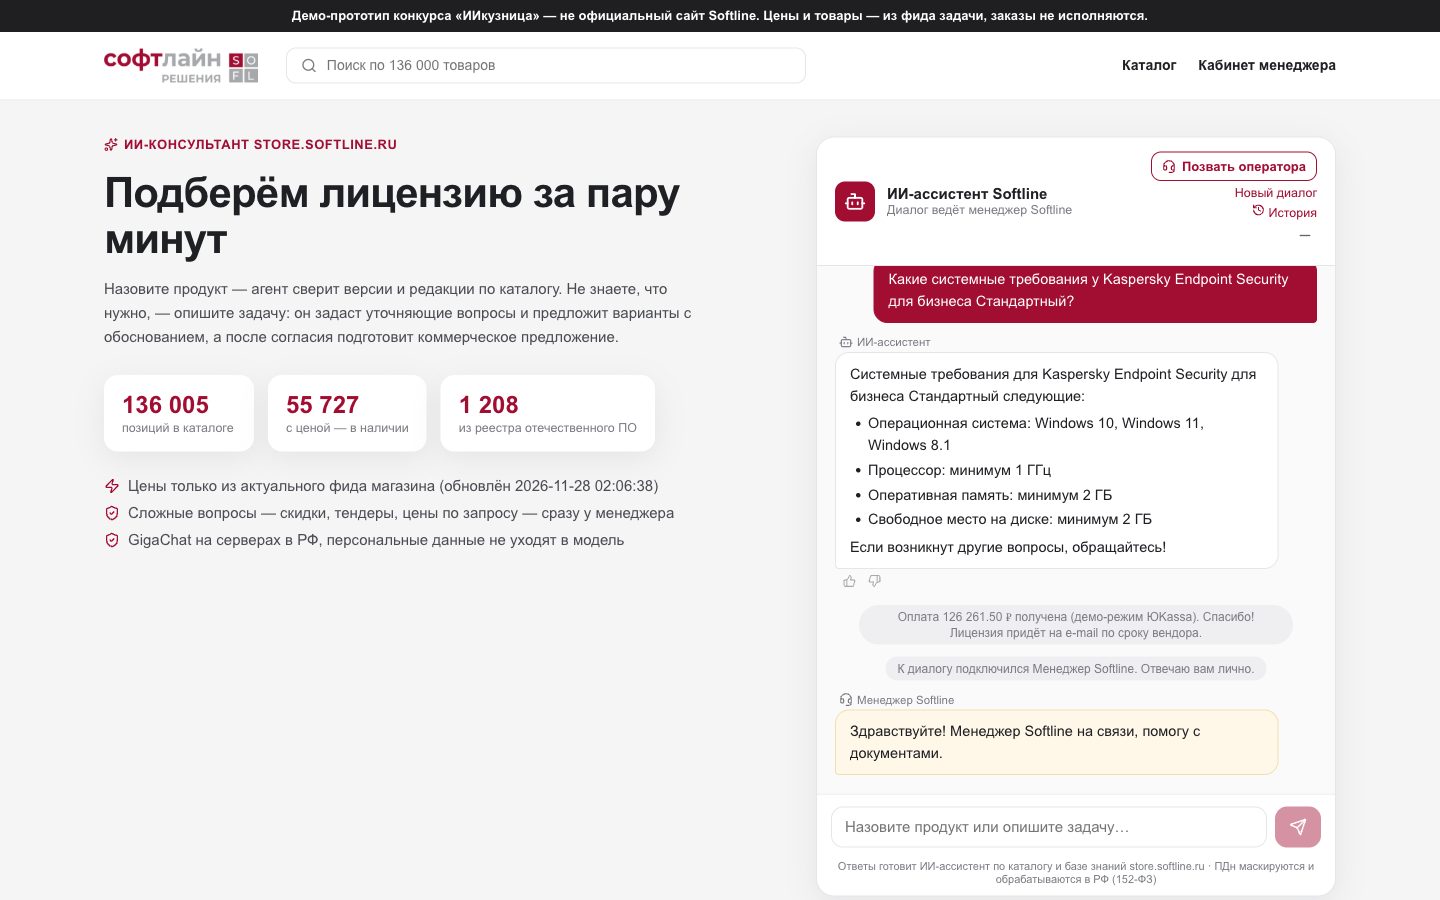 Демо-прототип конкурса «ИИкузница» — не официальный сайт Softline. Цены и товары — из фида задачи, заказы не исполняются.
софтлайн
РЕШЕНИЯ
SO
FL
Поиск по 136 000 товаров
Каталог
Кабинет менеджера
ИИ-КОНСУЛЬТАНТ STORE.SOFTLINE.RU
Подберём лицензию за пару
минут
Назовите продукт — агент сверит версии и редакции по каталогу. Не знаете, что
нужно, — опишите задачу: он задаст уточняющие вопросы и предложит варианты с
обоснованием, а после согласия подготовит коммерческое предложение.
136 005
позиций в каталоге
55 727
с ценой — в наличии
1 208
из реестра отечественного ПО
Цены только из актуального фида магазина (обновлён 2026-11-28 02:06:38)
Сложные вопросы — скидки, тендеры, цены по запросу — сразу у менеджера
GigaChat на серверах в РФ, персональные данные не уходят в модель
ИИ-ассистент Softline
Диалог ведёт менеджер Softline
Позвать оператора
Новый диалог
История
—
Какие системные требования у Kaspersky Endpoint Security
для бизнеса Стандартный?
ИИ-ассистент
Системные требования для Kaspersky Endpoint Security для
бизнеса Стандартный следующие:
• Операционная система: Windows 10, Windows 11,
Windows 8.1
• Процессор: минимум 1 ГГц
• Оперативная память: минимум 2 ГБ
• Свободное место на диске: минимум 2 ГБ
Если возникнут другие вопросы, обращайтесь!
Оплата 126 261.50 ₽ получена (демо-режим ЮKassa). Спасибо!
Лицензия придёт на e-mail по сроку вендора.
К диалогу подключился Менеджер Softline. Отвечаю вам лично.
Менеджер Softline
Здравствуйте! Менеджер Softline на связи, помогу с
документами.
Назовите продукт или опишите задачу…
Ответы готовит ИИ-ассистент по каталогу и базе знаний store.softline.ru · ПДн маскируются и
обрабатываются в РФ (152-ФЗ)